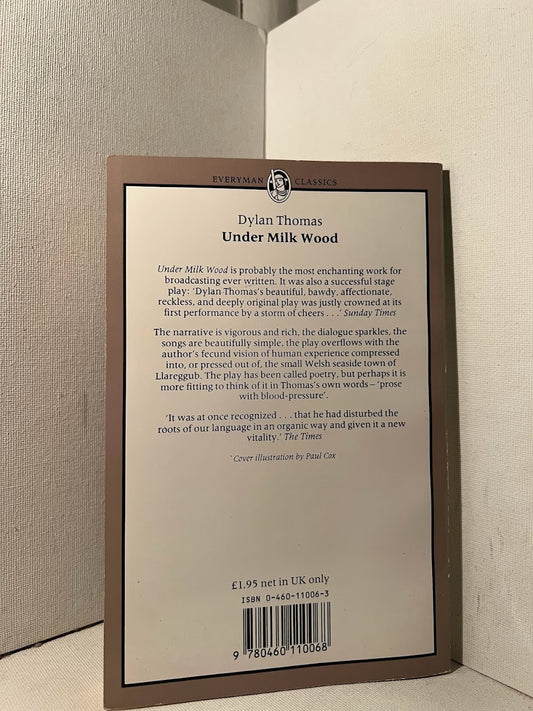 EVERYMAN CLASSICS
Dylan Thomas
Under Milk Wood
Under Milk Wood is probably the most enchanting work for
broadcasting ever written. It was also a successful stage
play: ‘Dylan Thomas’s beautiful, bawdy, affectionate,
reckless, and deeply original play was justly crowned at its
first performance by a storm of cheers . . .’ Sunday Times
The narrative is vigorous and rich, the dialogue sparkles, the
songs are beautifully simple, the play overflows with the
author’s fecund vision of human experience compressed
into, or pressed out of, the small Welsh seaside town of
Llareggub. The play has been called poetry, but perhaps it is
more fitting to think of it in Thomas’s own words – ‘prose
with blood-pressure’.
‘It was at once recognized . . . that he had disturbed the
roots of our language in an organic way and given it a new
vitality.’ The Times
Cover illustration by Paul Cox
£1.95 net in UK only
ISBN 0-460-11006-3
9 780460 110068